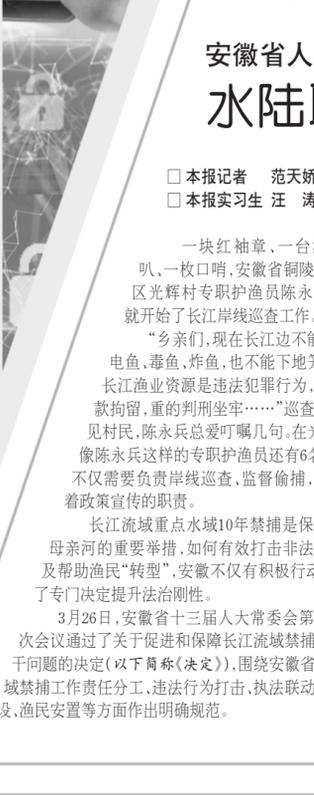 安徽省人
水陆
□ 本报记者 范天娇
□ 本报实习生 汪 涛
一块红袖章、一台
叭、一枚口哨,安徽省铜陵
区光辉村专职护渔员陈永
就开始了长江岸线巡查工作。
“乡亲们,现在长江边不能
电鱼、毒鱼、炸鱼,也不能下地笼
长江渔业资源是违法犯罪行为,
款拘留,重的判刑坐牢……”巡查
见村民,陈永兵总爱叮嘱几句。在光
像陈永兵这样的专职护渔员还有6名
不仅需要负责岸线巡查、监督偷捕,
着政策宣传的职责。
长江流域重点水域10年禁捕是保
母亲河的重要举措,如何有效打击非法
及帮助渔民“转型”,安徽不仅有积极行动
了专门决定提升法治刚性。
3月26日,安徽省十三届人大常委会第
次会议通过了关于促进和保障长江流域禁捕
干问题的决定(以下简称《决定》),围绕安徽省
域禁捕工作责任分工、违法行为打击、执法联动
设、渔民安置等方面作出明确规范。